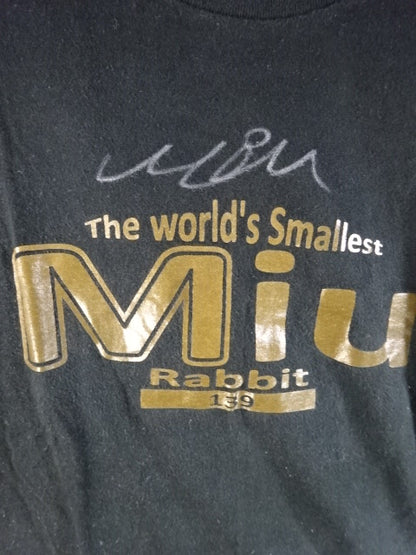 The world's Smallest
Miu
Rabbit
139